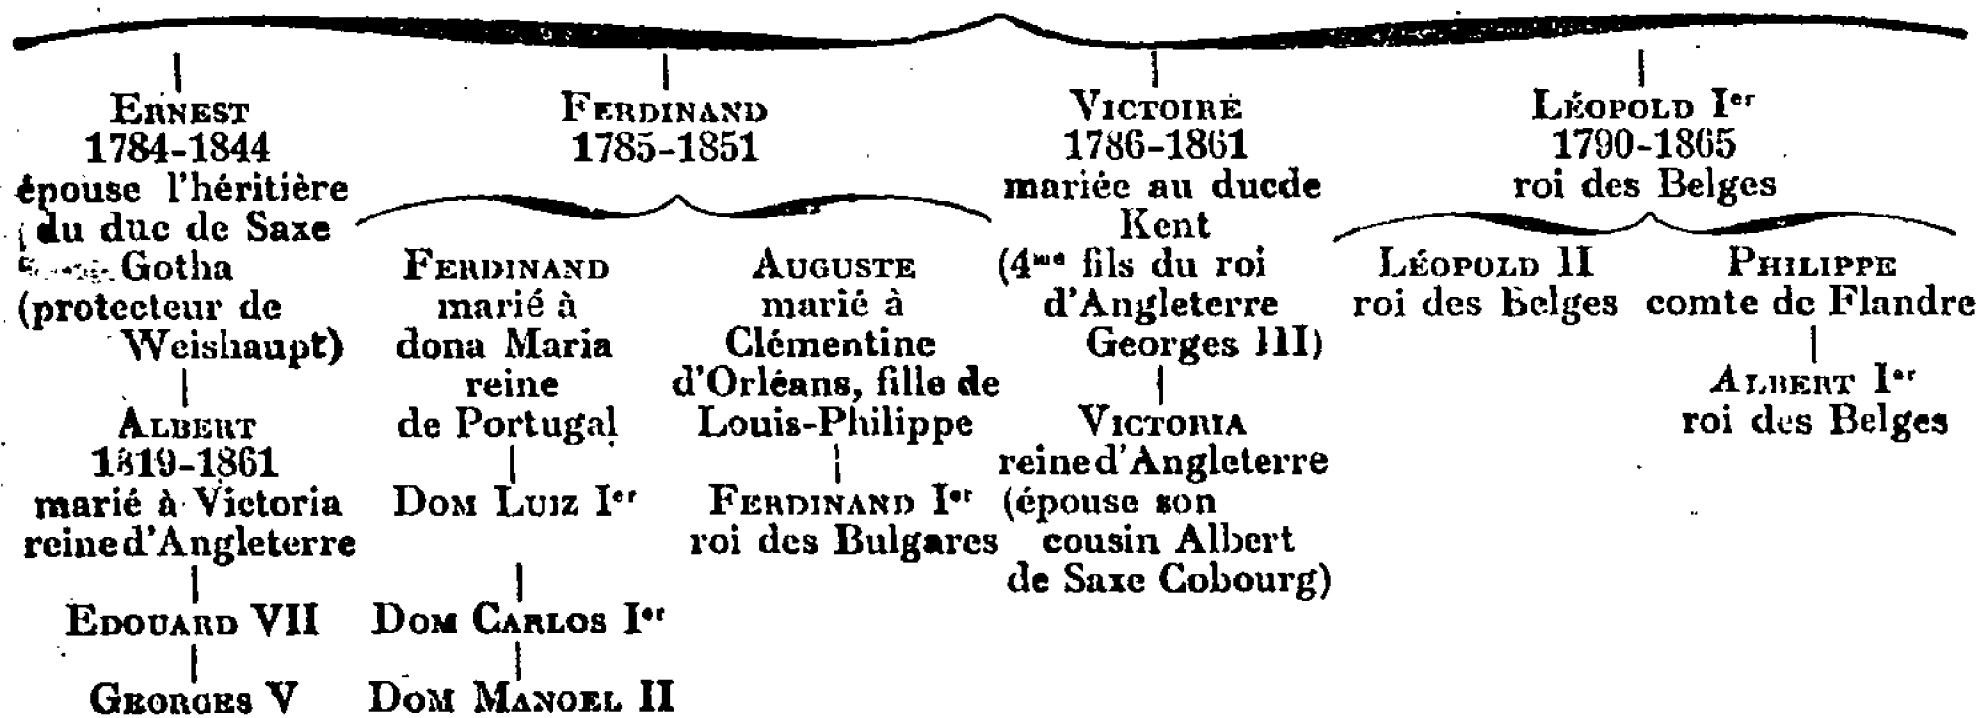 ERNEST
1784-1844
épouse l'héritière
du duc de Saxe
Gotha
(protecteur de
Weishaupt)
ALBERT
1819-1861
marié à Victoria
reine d'Angleterre
EDOUARD VII
GEORGES V
FERDINAND
1785-1851
FERDINAND
marié à
dona Maria
reine
de Portugal
DOM LUIZ Ier
DOM CARLOS Ier
DOM MANOEL II
AUGUSTE
marié à
Clémentine
d'Orléans, fille de
Louis-Philippe
FERDINAND Ier
roi des Bulgares
VICTOIRE
1786-1861
mariée au duc de
Kent
(4me fils du roi
d'Angleterre
Georges III)
VICTORIA
reine d'Angleterre
(épouse son
cousin Albert
de Saxe Cobourg)
LÉOPOLD Ier
1790-1865
roi des Belges
LÉOPOLD II
roi des Belges
PHILIPPE
comte de Flandre
ALBERT Ier
roi des Belges